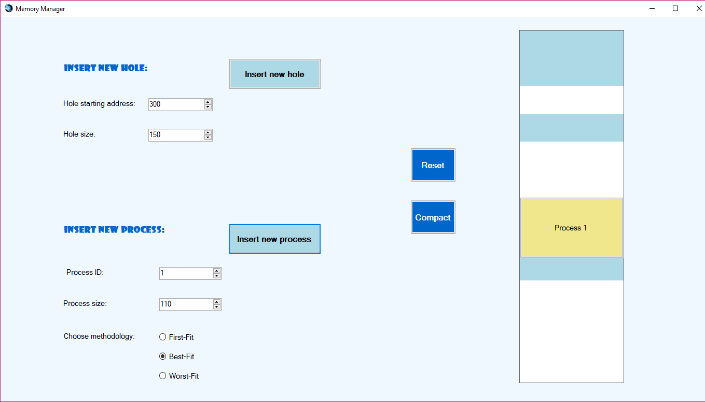 Memory Manager
INSERT NEW HOLE:
Insert new hole
Hole starting address: 300
Hole size: 150
Reset
Compact
INSERT NEW PROCESS:
Insert new process
Process 1
Process ID: 1
Process size: 110
Choose methodology: First-Fit
Best-Fit
Worst-Fit